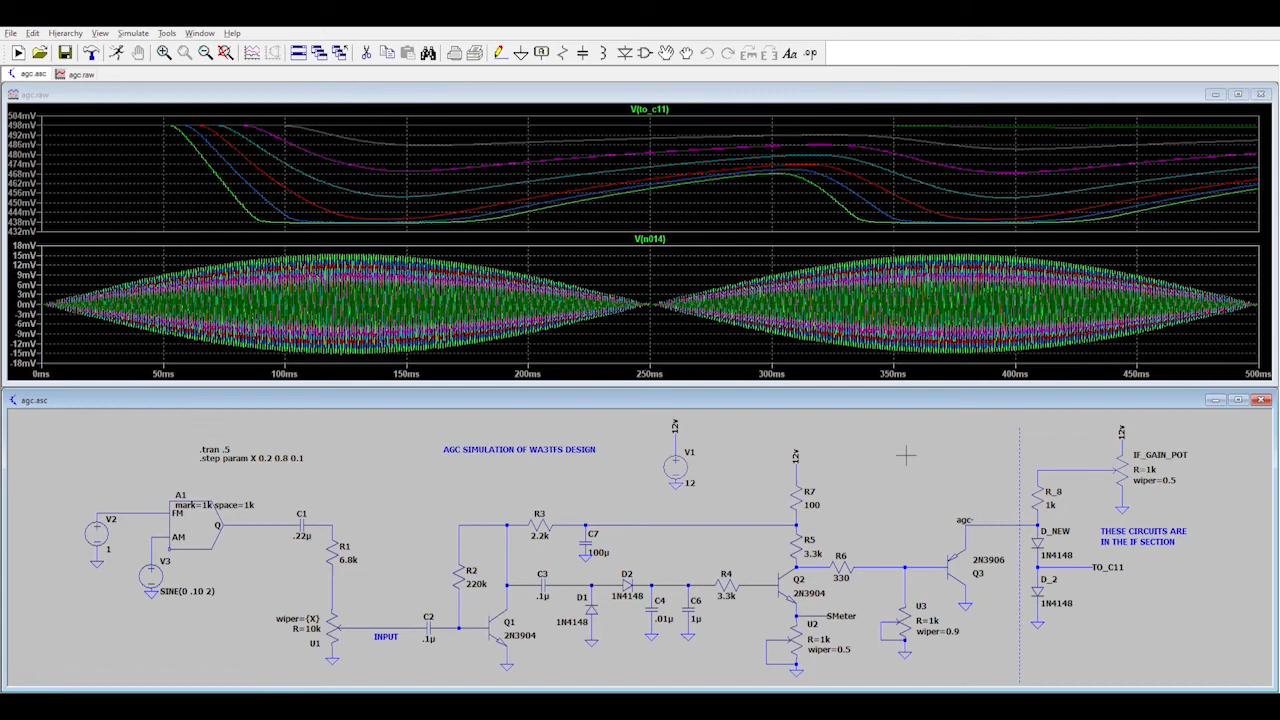 File Edit Hierarchy View Simulate Tools Window Help
agc.asc agc.raw
agc.raw
V(to_c11)
504mV
498mV
492mV
486mV
480mV
474mV
468mV
462mV
456mV
450mV
444mV
438mV
432mV
V(n014)
18mV
15mV
12mV
9mV
6mV
3mV
0mV
-3mV
-6mV
-9mV
-12mV
-15mV
-18mV
0ms 50ms 100ms 150ms 200ms 250ms 300ms 350ms 400ms 450ms 500ms
agc.asc
.tran .5
.step param X 0.2 0.8 0.1
AGC SIMULATION OF WA3TFS DESIGN
12v
V1
12
12v
R7
100
12v
IF_GAIN_POT
R=1k
wiper=0.5
A1
mark=1k space=1k
FM
Q
AM
V2
1
V3
SINE(0 .10 2)
C1
.22µ
R1
6.8k
wiper={X}
R=10k
U1
INPUT
C2
.1µ
R2
220k
R3
2.2k
C7
100µ
Q1
2N3904
C3
.1µ
D1
1N4148
D2
1N4148
C4
.01µ
C6
1µ
R4
3.3k
R5
3.3k
Q2
2N3904
SMeter
U2
R=1k
wiper=0.5
R6
330
U3
R=1k
wiper=0.9
agc-
2N3906
Q3
R_8
1k
D_NEW
1N4148
TO_C11
D_2
1N4148
THESE CIRCUITS ARE
IN THE IF SECTION